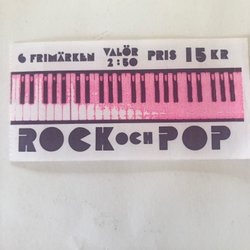 6 FRIMÄRKEN VALÖR 2:50 PRIS 15 KR
ROCK OCH POP